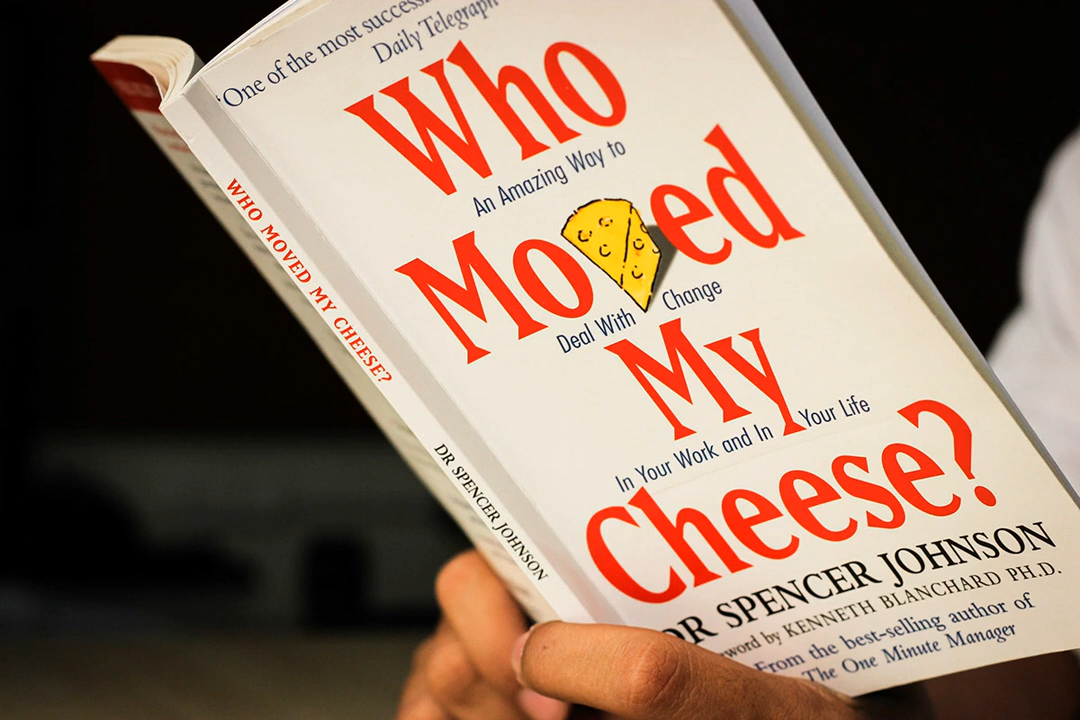 'One of the most success
Daily Telegraph
Who
An Amazing Way to
Moved
Deal With Change
My
In Your Work and In Your Life
Cheese?
DR SPENCER JOHNSON
word by KENNETH BLANCHARD PH.D.
From the best-selling author of
The One Minute Manager
WHO MOVED MY CHEESE?
DR SPENCER JOHNSON